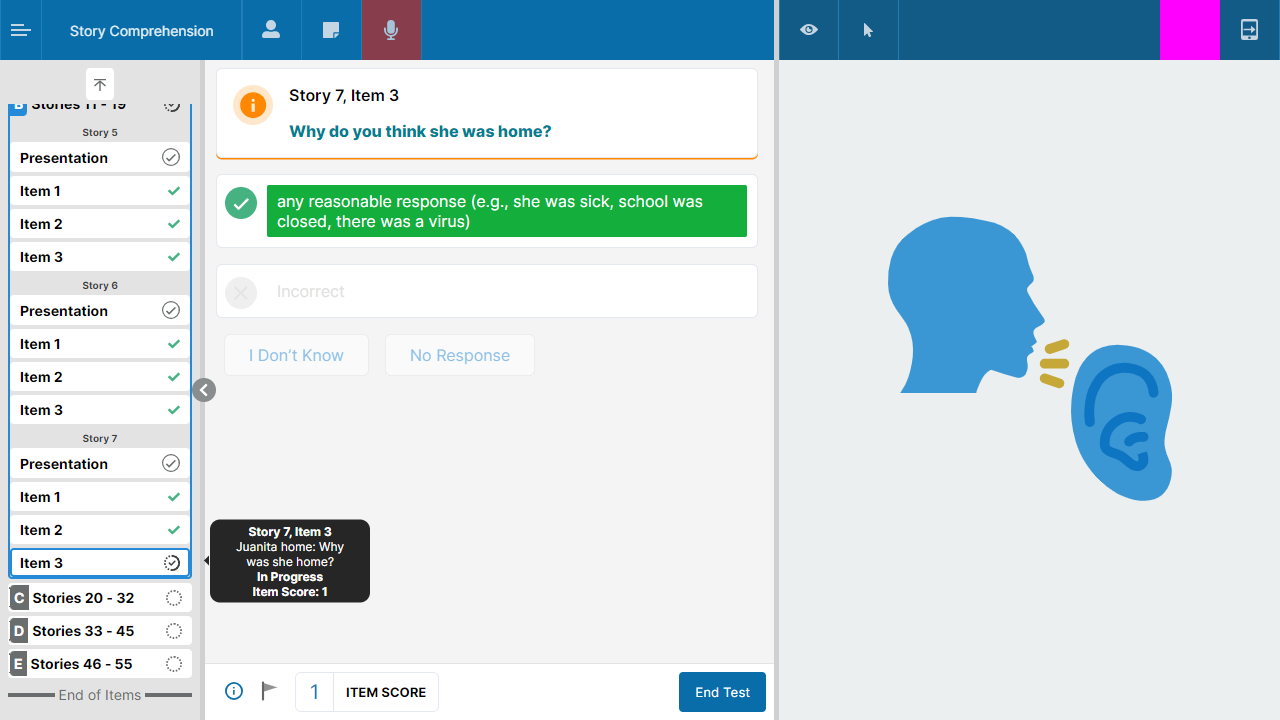 Story Comprehension
B Stories 11 - 19
Story 5
Presentation
Item 1
Item 2
Item 3
Story 6
Presentation
Item 1
Item 2
Item 3
Story 7
Presentation
Item 1
Item 2
Item 3
C Stories 20 - 32
D Stories 33 - 45
E Stories 46 - 55
End of Items
Story 7, Item 3
Why do you think she was home?
any reasonable response (e.g., she was sick, school was
closed, there was a virus)
Incorrect
I Don’t Know
No Response
Story 7, Item 3
Juanita home: Why
was she home?
In Progress
Item Score: 1
1 ITEM SCORE
End Test